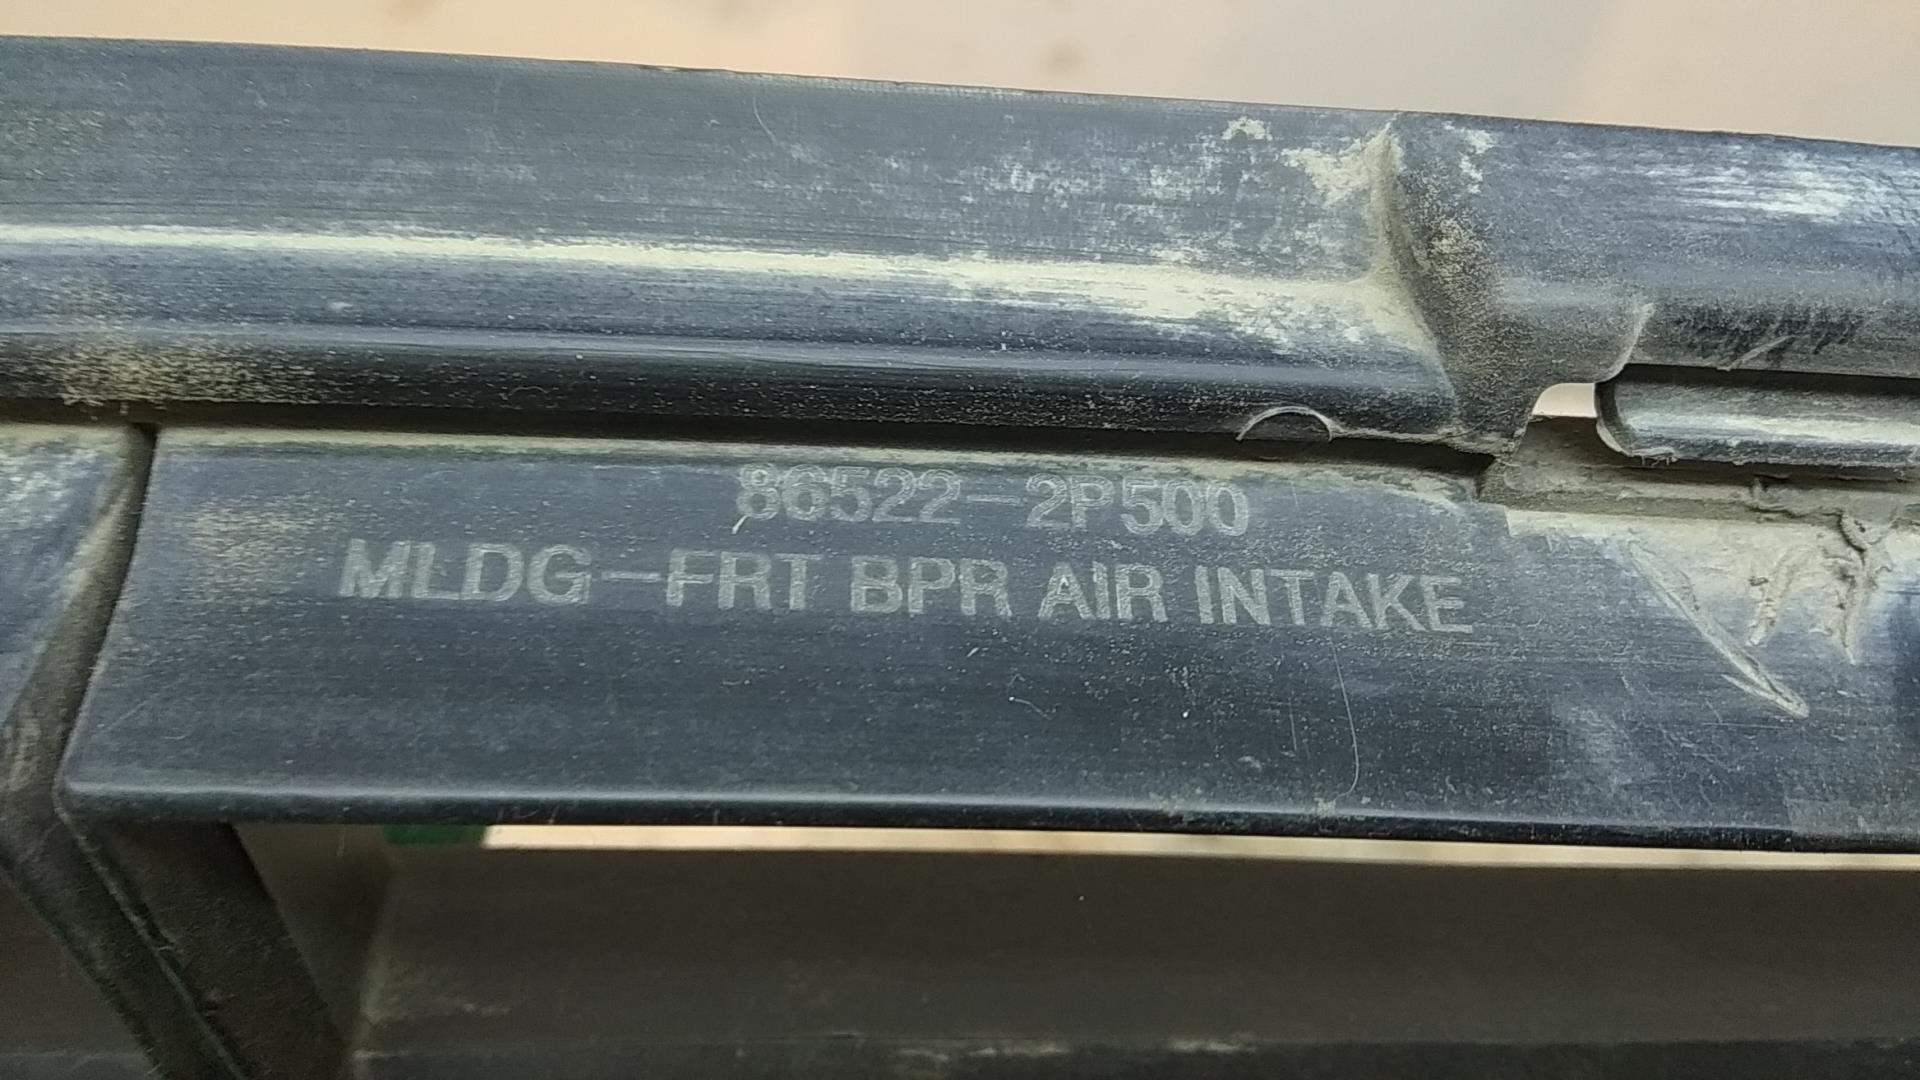 86522-2P500
MLDG-FRT BPR AIR INTAKE